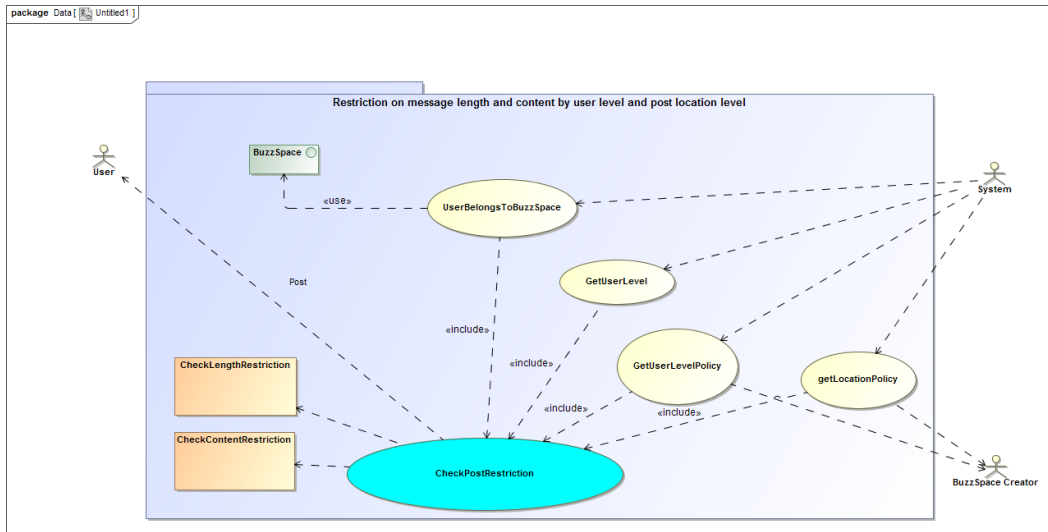 package Data [ Untitled1 ]
Restriction on message length and content by user level and post location level
BuzzSpace
User
System
«use»
UserBelongsToBuzzSpace
GetUserLevel
Post
«include»
CheckLengthRestriction
«include»
GetUserLevelPolicy
getLocationPolicy
«include»
«include»
CheckContentRestriction
CheckPostRestriction
BuzzSpace Creator